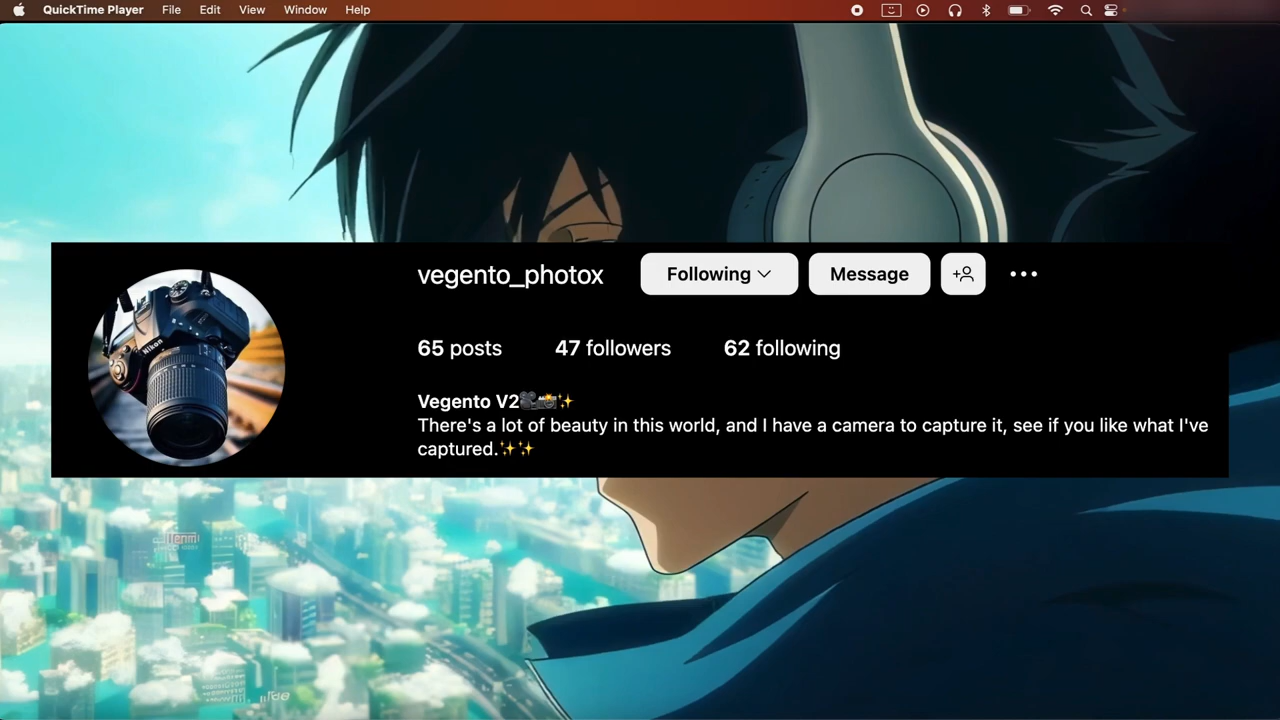 QuickTime Player File Edit View Window Help
vegento_photox Following Message
65 posts 47 followers 62 following
Nikon
Vegento V2🎥📸✨
There's a lot of beauty in this world, and I have a camera to capture it, see if you like what I've
captured.✨✨